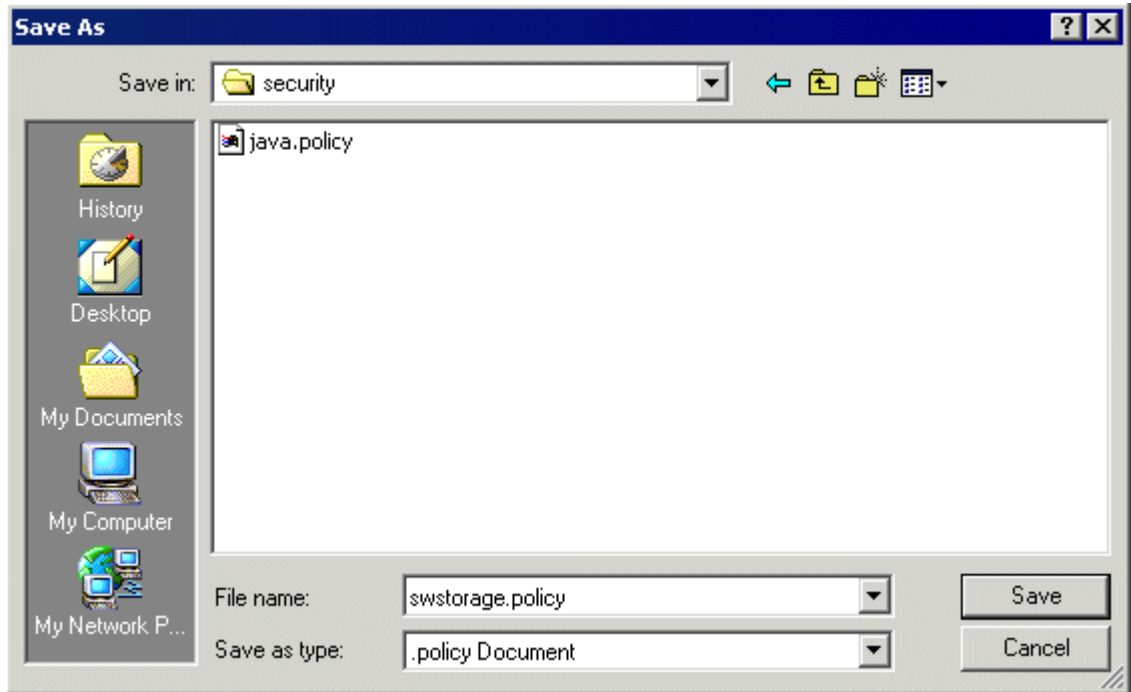 Save As
Save in: security
java.policy
History
Desktop
My Documents
My Computer
My Network P...
File name: swstorage.policy Save
Save as type: .policy Document Cancel